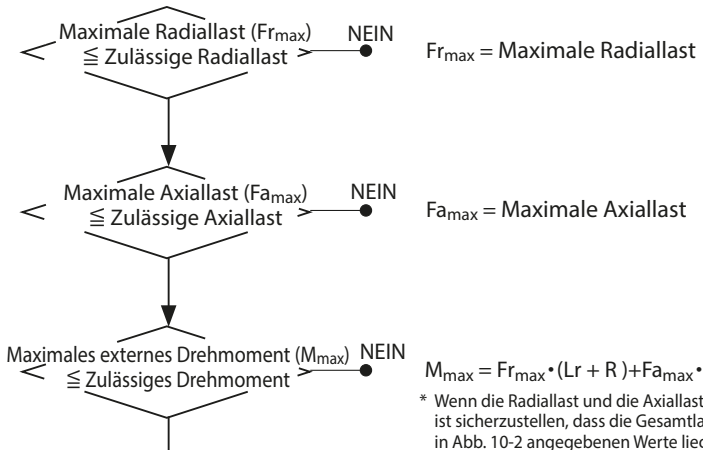 Maximale Radiallast (Frmax)
≦ Zulässige Radiallast
NEIN
Frmax = Maximale Radiallast
Maximale Axiallast (Famax)
≦ Zulässige Axiallast
NEIN
Famax = Maximale Axiallast
Maximales externes Drehmoment (Mmax)
≦ Zulässiges Drehmoment
NEIN
Mmax = Frmax•(Lr + R )+Famax•
* Wenn die Radiallast und die Axiallast
ist sicherzustellen, dass die Gesamtla
in Abb. 10-2 angegebenen Werte